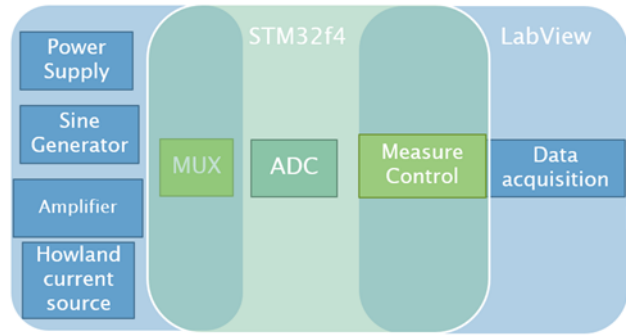 STM32f4
LabView
Power
Supply
Sine
Generator
Amplifier
Howland
current
source
MUX
ADC
Measure
Control
Data
acquisition